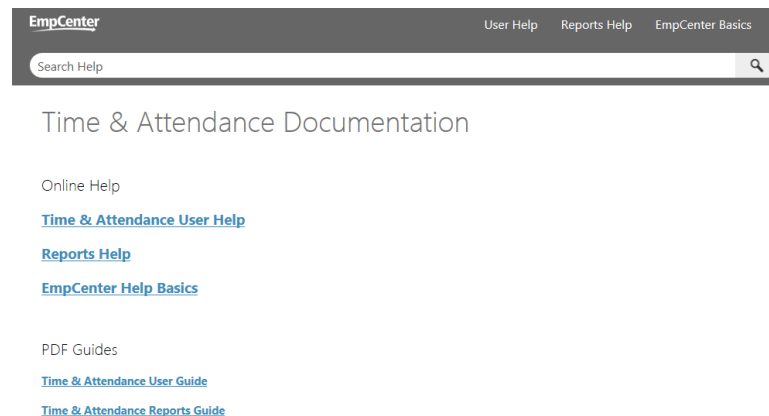 EmpCenter
User Help Reports Help EmpCenter Basics
Search Help
Time & Attendance Documentation
Online Help
Time & Attendance User Help
Reports Help
EmpCenter Help Basics
PDF Guides
Time & Attendance User Guide
Time & Attendance Reports Guide